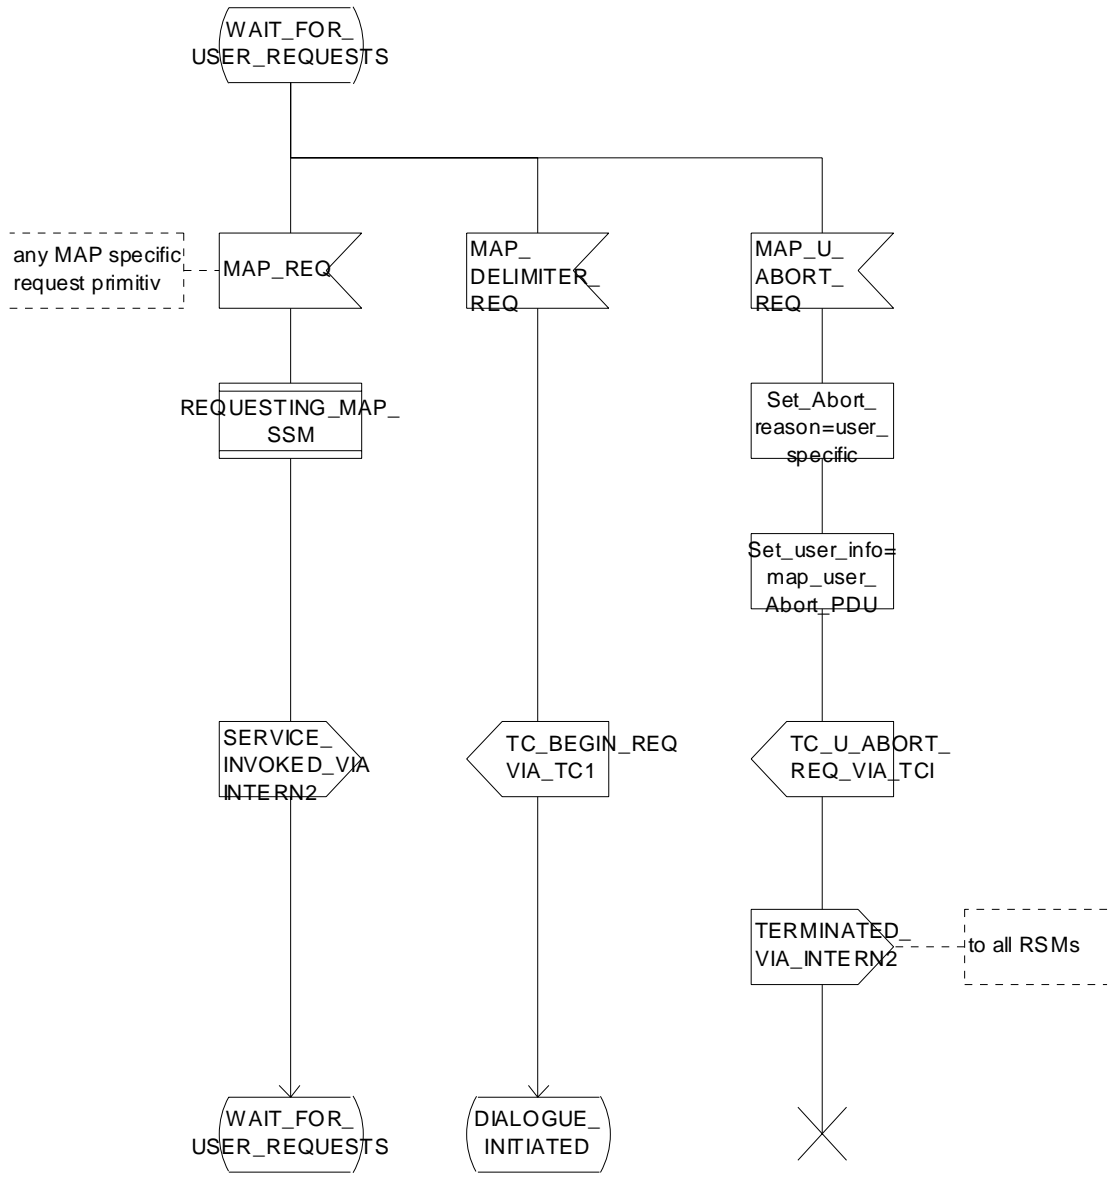 WAIT_FOR_
USER_REQUESTS
any MAP specific
request primitiv
MAP_REQ
MAP_
DELIMITER_
REQ
MAP_U_
ABORT_
REQ
REQUESTING_MAP_
SSM
Set_Abort_
reason=user_
specific
Set_user_info=
map_user_
Abort_PDU
SERVICE_
INVOKED_VIA
INTERN2
TC_BEGIN_REQ
VIA_TC1
TC_U_ABORT_
REQ_VIA_TCI
TERMINATED_
VIA_INTERN2
to all RSMs
WAIT_FOR_
USER_REQUESTS
DIALOGUE_
INITIATED